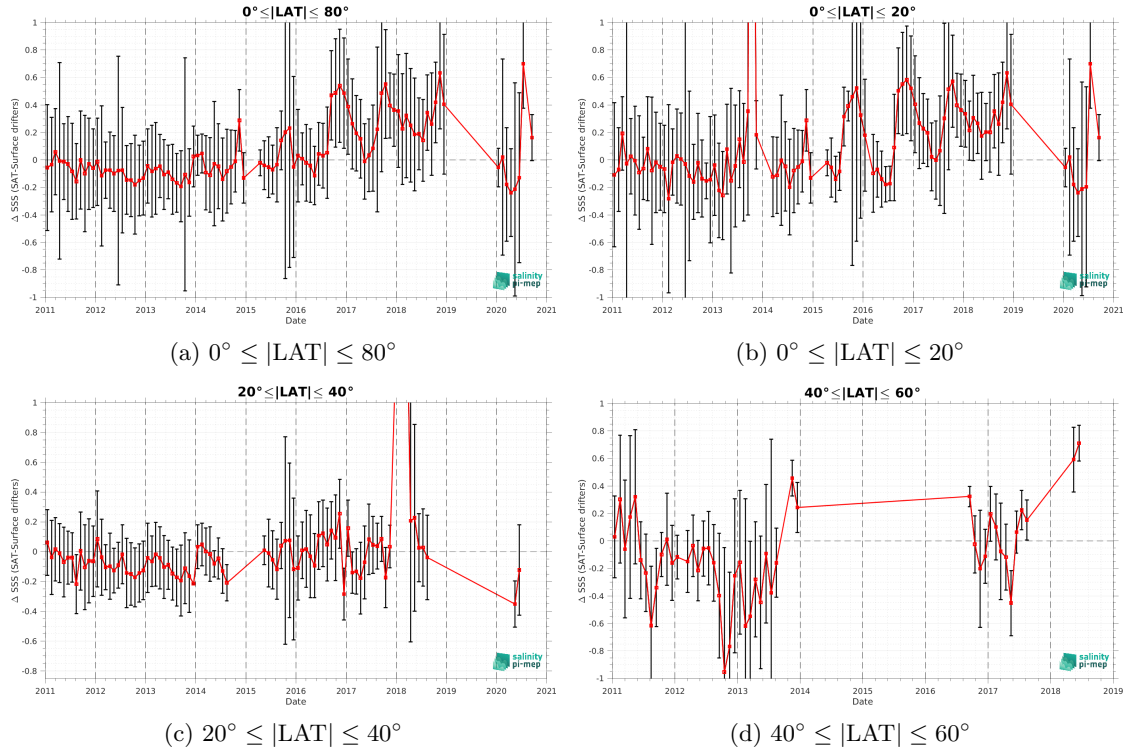 0°≤|LAT|≤ 80°
1
0.8
0.6
0.4
0.2
0
-0.2
-0.4
-0.6
-0.8
-1
Δ SSS (SAT-Surface drifters)
2011 2012 2013 2014 2015 2016 2017 2018 2019 2020 2021
Date
salinity
pi-mep
(a) 0° ≤ |LAT| ≤ 80°
0°≤|LAT|≤ 20°
1
0.8
0.6
0.4
0.2
0
-0.2
-0.4
-0.6
-0.8
-1
Δ SSS (SAT-Surface drifters)
2011 2012 2013 2014 2015 2016 2017 2018 2019 2020 2021
Date
salinity
pi-mep
(b) 0° ≤ |LAT| ≤ 20°
20°≤|LAT|≤ 40°
1
0.8
0.6
0.4
0.2
0
-0.2
-0.4
-0.6
-0.8
Δ SSS (SAT-Surface drifters)
2011 2012 2013 2014 2015 2016 2017 2018 2019 2020 2021
Date
salinity
pi-mep
(c) 20° ≤ |LAT| ≤ 40°
40°≤|LAT|≤ 60°
1
0.8
0.6
0.4
0.2
0
-0.2
-0.4
-0.6
-0.8
-1
Δ SSS (SAT-Surface drifters)
2011 2012 2013 2014 2015 2016 2017 2018 2019
Date
salinity
pi-mep
(d) 40° ≤ |LAT| ≤ 60°